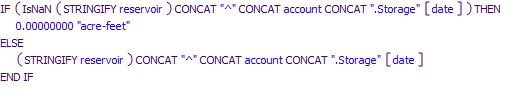 IF ( IsNaN ( STRINGIFY reservoir ) CONCAT "^" CONCAT account CONCAT ".Storage" [ date ] ) THEN
0.00000000 "acre-feet"
ELSE
( STRINGIFY reservoir ) CONCAT "^" CONCAT account CONCAT ".Storage" [ date ]
END IF